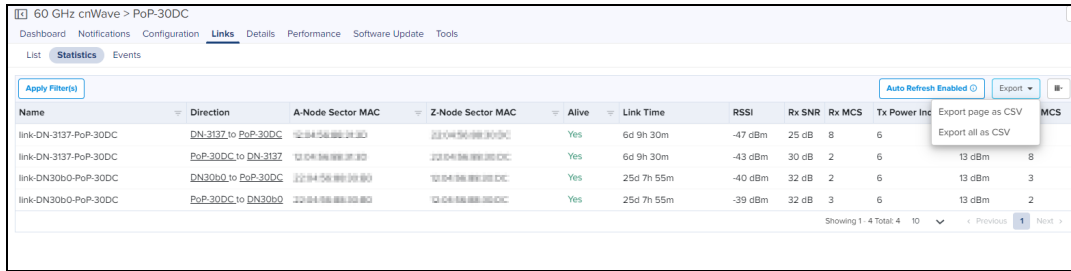 60 GHz cnWave > PoP-30DC
Dashboard Notifications Configuration Links Details Performance Software Update Tools
List Statistics Events
Apply Filter(s) Auto Refresh Enabled Export
Name Direction A-Node Sector MAC Z-Node Sector MAC Alive Link Time RSSI Rx SNR Rx MCS Tx Power MCS
Export page as CSV
Export all as CSV
link-DN-3137-PoP-30DC DN-3137 to PoP-30DC Yes 6d 9h 30m -47 dBm 25 dB 8 6
link-DN-3137-PoP-30DC PoP-30DC to DN-3137 Yes 6d 9h 30m -43 dBm 30 dB 2 6 13 dBm 8
link-DN30b0-PoP-30DC DN30b0 to PoP-30DC Yes 25d 7h 55m -40 dBm 32 dB 2 6 13 dBm 3
link-DN30b0-PoP-30DC PoP-30DC to DN30b0 Yes 25d 7h 55m -39 dBm 32 dB 3 6 13 dBm 2
Showing 1 - 4 Total: 4 10 < Previous 1 Next >